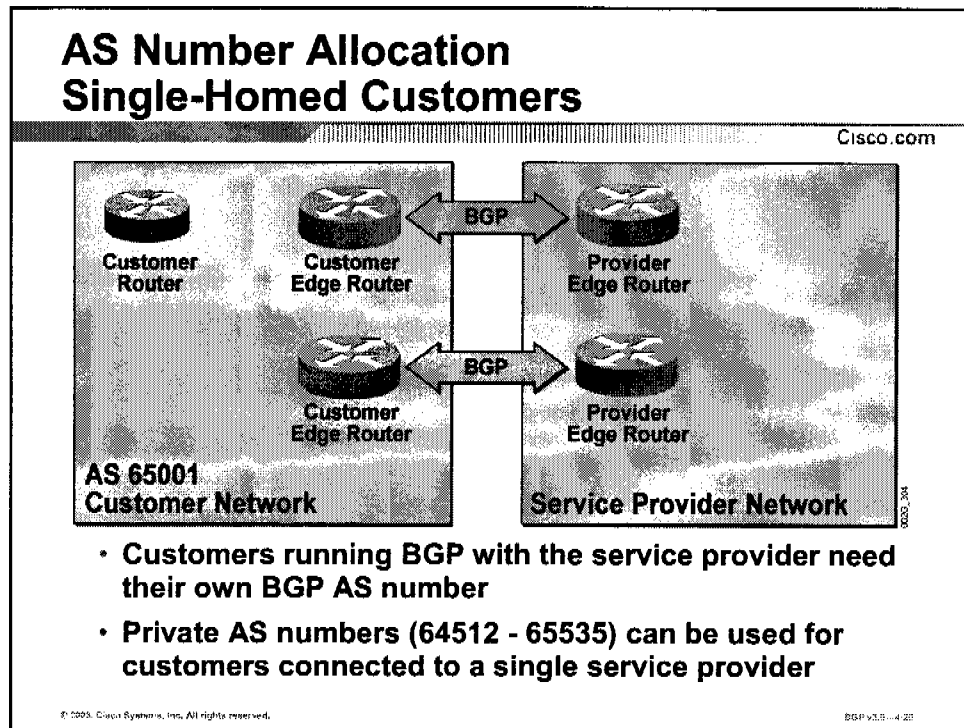 AS Number Allocation
Single-Homed Customers
Cisco.com
BGP
Customer
Router
Customer
Edge Router
Provider
Edge Router
BGP
Customer
Edge Router
Provider
Edge Router
AS 65001
Customer Network
Service Provider Network
• Customers running BGP with the service provider need
their own BGP AS number
• Private AS numbers (64512 - 65535) can be used for
customers connected to a single service provider
Cisco Systems, Inc. All rights reserved.